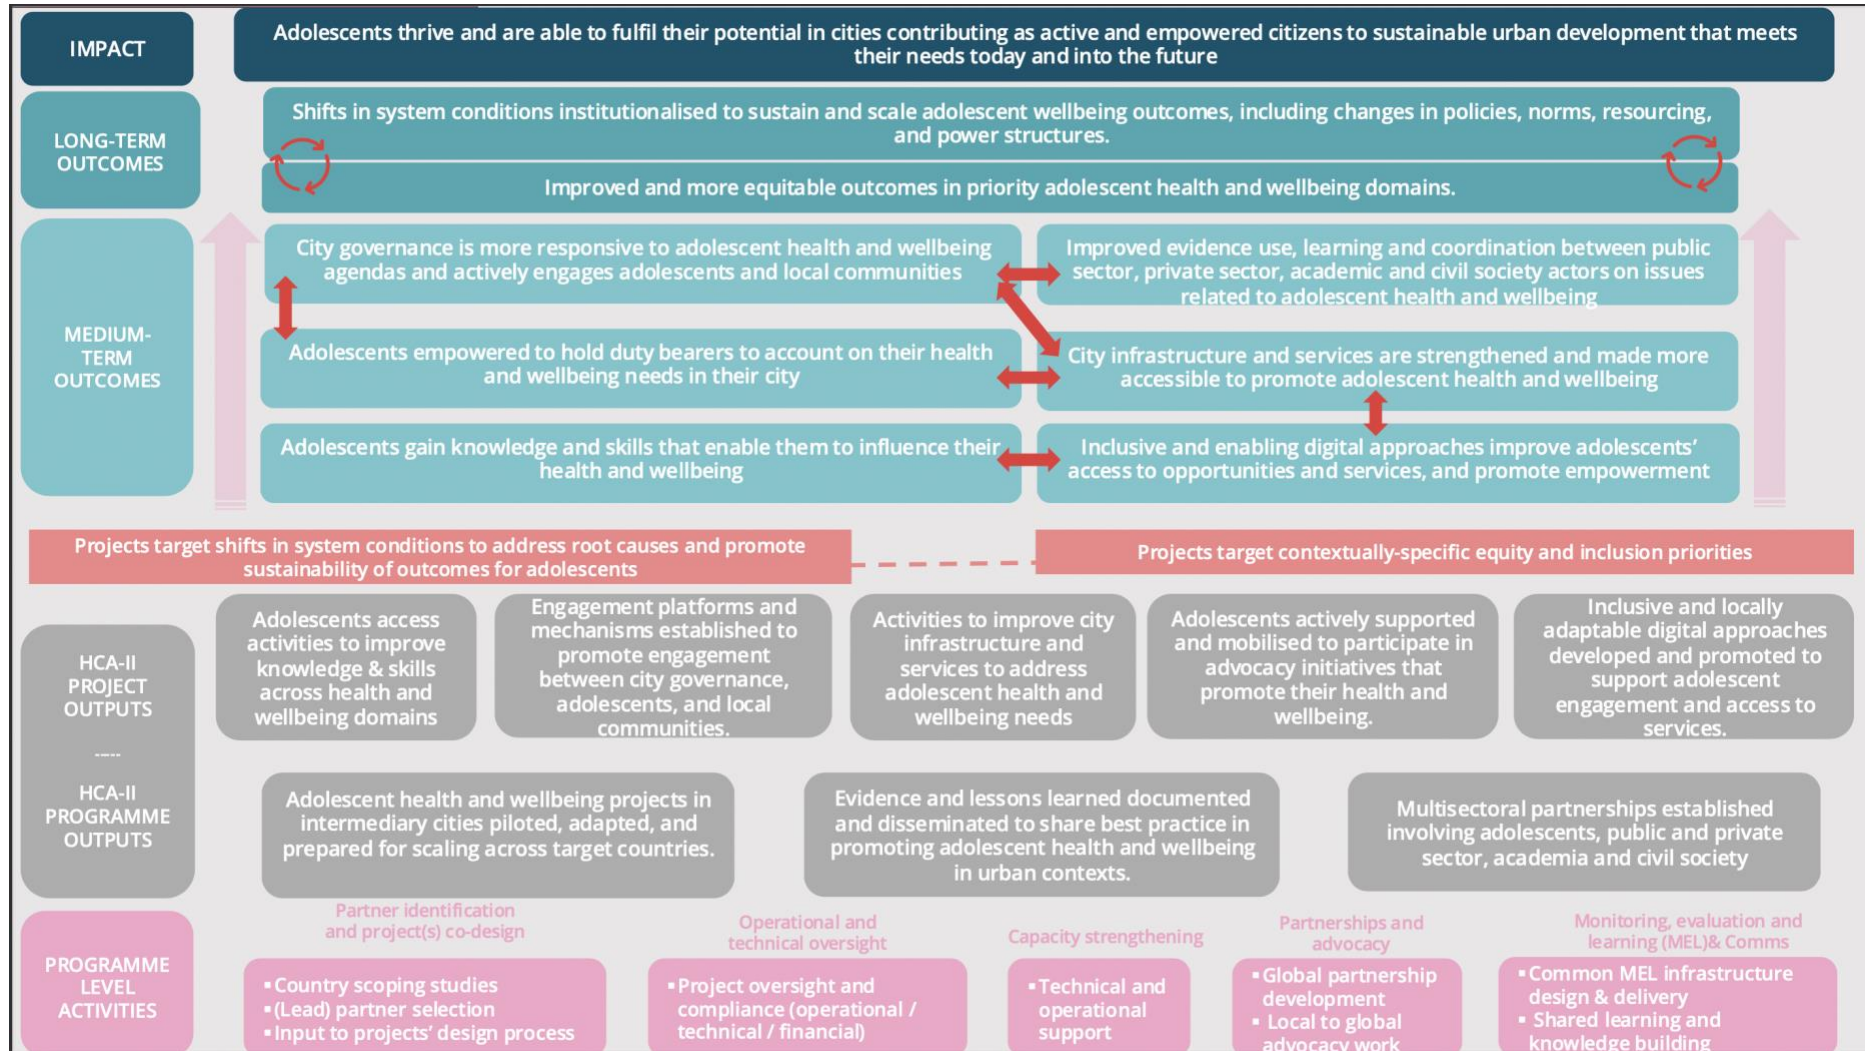 IMPACT
Adolescents thrive and are able to fulfil their potential in cities contributing as active and empowered citizens to sustainable urban development that meets
their needs today and into the future
LONG-TERM
OUTCOMES
Shifts in system conditions institutionalised to sustain and scale adolescent wellbeing outcomes, including changes in policies, norms, resourcing,
and power structures.
Improved and more equitable outcomes in priority adolescent health and wellbeing domains.
MEDIUM-
TERM
OUTCOMES
City governance is more responsive to adolescent health and wellbeing
agendas and actively engages adolescents and local communities
Improved evidence use, learning and coordination between public
sector, private sector, academic and civil society actors on issues
related to adolescent health and wellbeing
Adolescents empowered to hold duty bearers to account on their health
and wellbeing needs in their city
City infrastructure and services are strengthened and made more
accessible to promote adolescent health and wellbeing
Adolescents gain knowledge and skills that enable them to influence their
health and wellbeing
Inclusive and enabling digital approaches improve adolescents’
access to opportunities and services, and promote empowerment
Projects target shifts in system conditions to address root causes and promote
sustainability of outcomes for adolescents
Projects target contextually-specific equity and inclusion priorities
HCA-II
PROJECT
OUTPUTS
-----
HCA-II
PROGRAMME
OUTPUTS
Adolescents access
activities to improve
knowledge & skills
across health and
wellbeing domains
Engagement platforms and
mechanisms established to
promote engagement
between city governance,
adolescents, and local
communities.
Activities to improve city
infrastructure and
services to address
adolescent health and
wellbeing needs
Adolescents actively supported
and mobilised to participate in
advocacy initiatives that
promote their health and
wellbeing.
Inclusive and locally
adaptable digital approaches
developed and promoted to
support adolescent
engagement and access to
services.
Adolescent health and wellbeing projects in
intermediary cities piloted, adapted, and
prepared for scaling across target countries.
Evidence and lessons learned documented
and disseminated to share best practice in
promoting adolescent health and wellbeing
in urban contexts.
Multisectoral partnerships established
involving adolescents, public and private
sector, academia and civil society
PROGRAMME
LEVEL
ACTIVITIES
Partner identification
and project(s) co-design
▪ Country scoping studies
▪ (Lead) partner selection
▪ Input to projects’ design process
Operational and
technical oversight
▪ Project oversight and
compliance (operational /
technical / financial)
Capacity strengthening
▪ Technical and
operational
support
Partnerships and
advocacy
▪ Global partnership
development
▪ Local to global
advocacy work
Monitoring, evaluation and
learning (MEL)& Comms
▪ Common MEL infrastructure
design & delivery
▪ Shared learning and
knowledge building